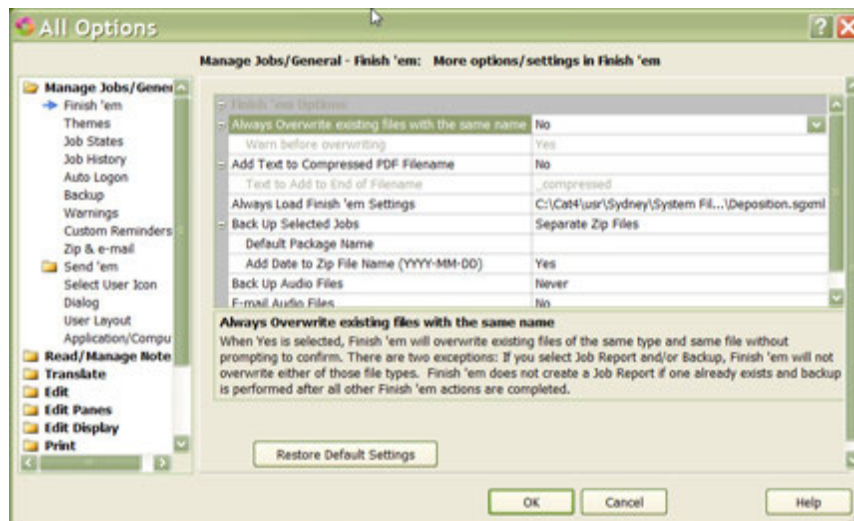 All Options
Manage Jobs/General - Finish 'em: More options/settings in Finish 'em
Manage Jobs/Gener
Finish 'em
Themes
Job States
Job History
Auto Logon
Backup
Warnings
Custom Reminders
Zip & e-mail
Send 'em
Select User Icon
Dialog
User Layout
Application/Compu
Read/Manage Note
Translate
Edit
Edit Panes
Edit Display
Print
Finish 'em Options
Always Overwrite existing files with the same name No
Warn before overwriting Yes
Add Text to Compressed PDF Filename No
Text to Add to End of Filename _compressed
Always Load Finish 'em Settings C:\Cat4\usr\Sydney\System Fil...\Deposition.sgxml
Back Up Selected Jobs Separate Zip Files
Default Package Name
Add Date to Zip File Name (YYYY-MM-DD) Yes
Back Up Audio Files Never
E-mail Audio Files No
Always Overwrite existing files with the same name
When Yes is selected, Finish 'em will overwrite existing files of the same type and same file without
prompting to confirm. There are two exceptions: If you select Job Report and/or Backup, Finish 'em will not
overwrite either of those file types. Finish 'em does not create a Job Report if one already exists and backup
is performed after all other Finish 'em actions are completed.
Restore Default Settings
OK Cancel Help